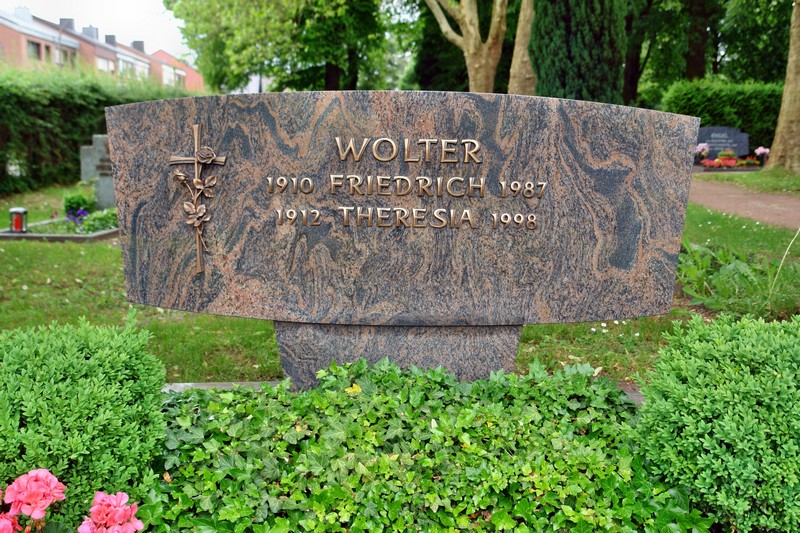 WOLTER
1910 FRIEDRICH 1987
1912 THERESIA 1998